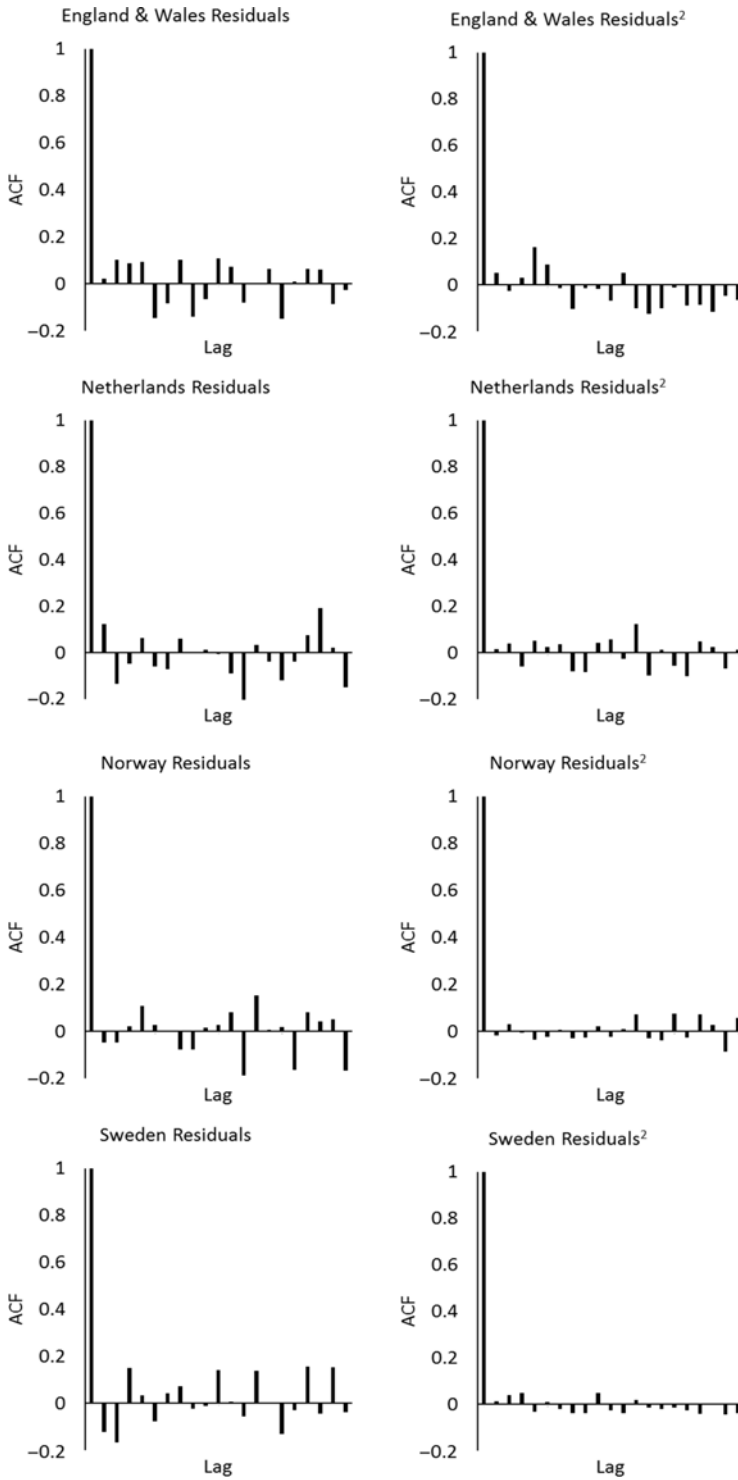 England & Wales Residuals
1
0.8
0.6
0.4
0.2
0
–0.2
ACF
Lag
England & Wales Residuals²
1
0.8
0.6
0.4
0.2
0
–0.2
ACF
Lag
Netherlands Residuals
1
0.8
0.6
0.4
0.2
0
–0.2
ACF
Lag
Netherlands Residuals²
1
0.8
0.6
0.4
0.2
0
–0.2
ACF
Lag
Norway Residuals
1
0.8
0.6
0.4
0.2
0
–0.2
ACF
Lag
Norway Residuals²
1
0.8
0.6
0.4
0.2
0
–0.2
ACF
Lag
Sweden Residuals
1
0.8
0.6
0.4
0.2
0
–0.2
ACF
Lag
Sweden Residuals²
1
0.8
0.6
0.4
0.2
0
–0.2
ACF
Lag